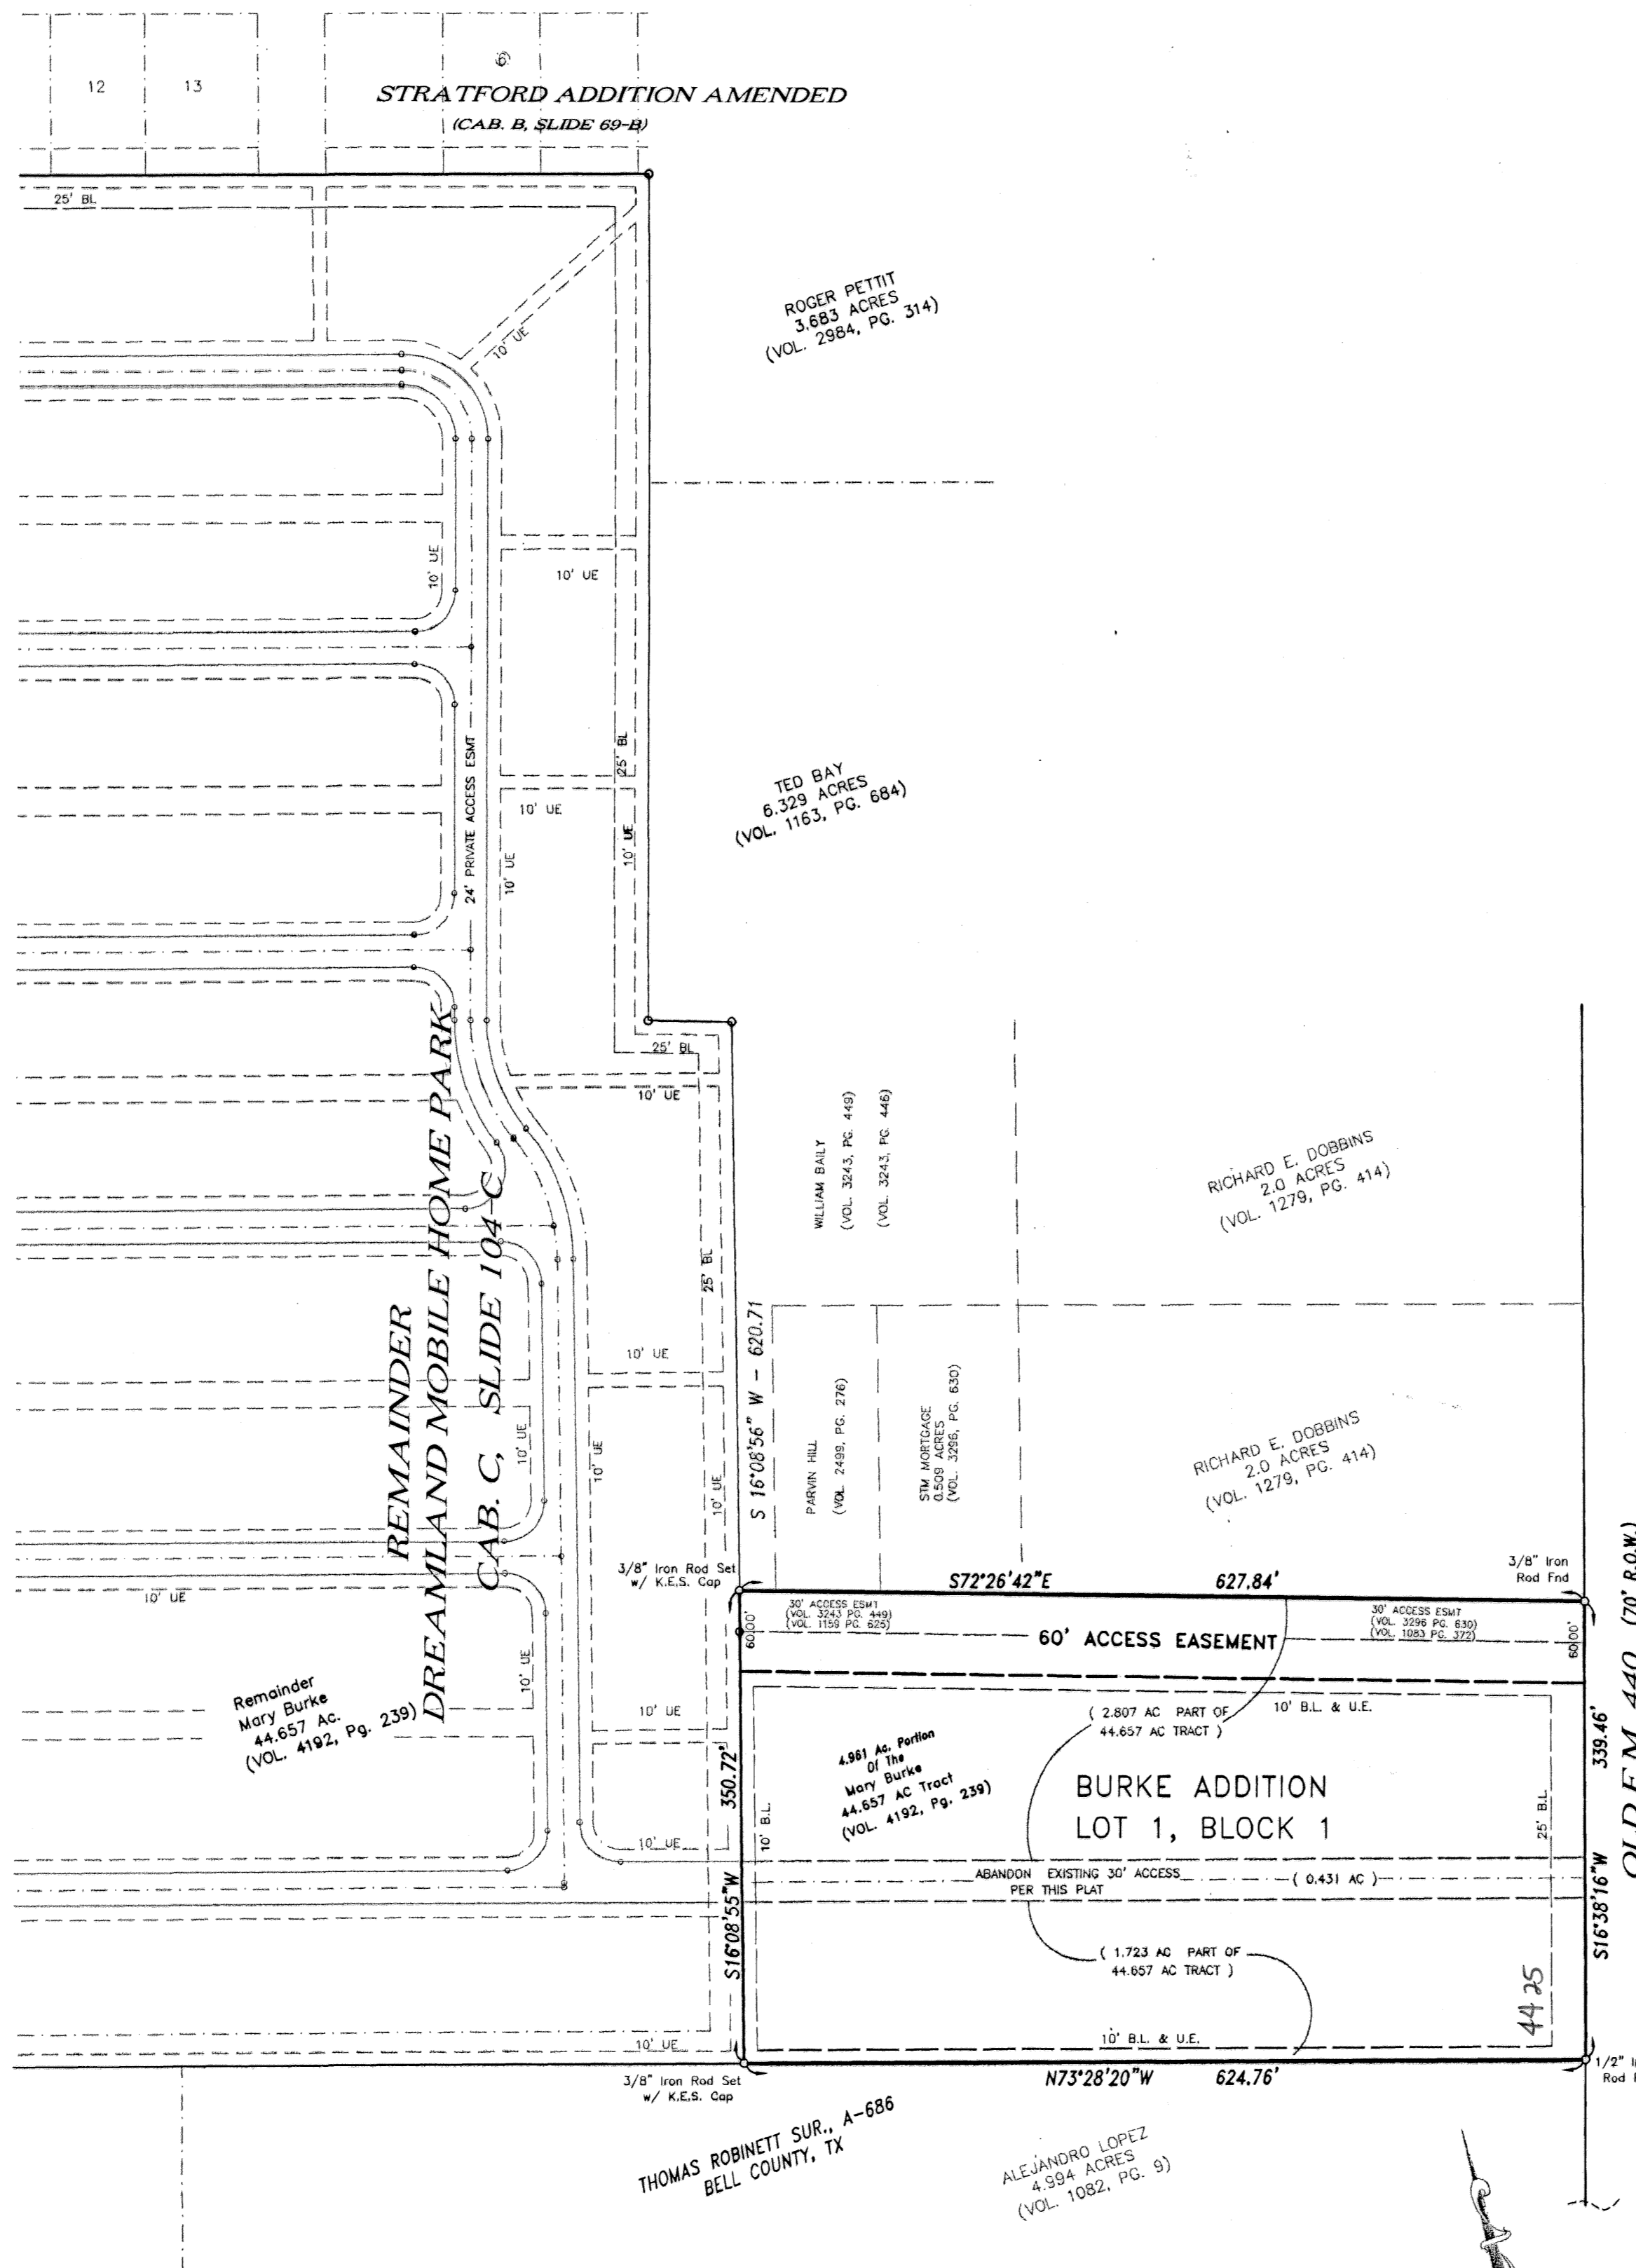 12
13
6
STRATFORD ADDITION AMENDED
(CAB. B, SLIDE 69-B)
25' BL
10' UE
ROGER PETTIT
3.683 ACRES
(VOL. 2984, PG. 314)
10' UE
10' UE
24' PRIVATE ACCESS ESMT
25' BL
10' UE
10' UE
10' UE
TED BAY
6.329 ACRES
(VOL. 1163, PG. 684)
25' BL
10' UE
WILLIAM BAILY
(VOL. 3243, PG. 449)
(VOL. 3243, PG. 446)
RICHARD E. DOBBINS
2.0 ACRES
(VOL. 1279, PG. 414)
REMAINDER
DREAMLAND MOBILE HOME PARK
CAB. C, SLIDE 104-C
25' BL
S 16°08'56" W - 620.71
10' UE
10' UE
10' UE
10' UE
PARVIN HILL
(VOL. 2499, PG. 276)
STM MORTGAGE
0.509 ACRES
(VOL. 3296, PG. 630)
RICHARD E. DOBBINS
2.0 ACRES
(VOL. 1279, PG. 414)
3/8" Iron Rod Set
w/ K.E.S. Cap
S72°26'42"E
627.84'
3/8" Iron
Rod Fnd
10' UE
30' ACCESS ESMT
(VOL. 3243 PG. 449)
(VOL. 1159 PG. 625)
60.00'
60' ACCESS EASEMENT
30' ACCESS ESMT
(VOL. 3296 PG. 630)
(VOL. 1083 PG. 372)
60.00'
OLD F.M. 440 (70' R.O.W.)
Remainder
Mary Burke
44.657 Ac.
(VOL. 4192, Pg. 239)
10' UE
10' UE
( 2.807 AC PART OF
44.657 AC TRACT )
10' B.L. & U.E.
4.961 Ac. Portion
Of The
Mary Burke
44.657 AC Tract
(VOL. 4192, Pg. 239)
BURKE ADDITION
LOT 1, BLOCK 1
350.72'
10' B.L.
25' B.L.
339.46'
10' UE
ABANDON EXISTING 30' ACCESS
PER THIS PLAT
( 0.431 AC )
S16°08'55"W
S16°38'16"W
( 1.723 AC PART OF
44.657 AC TRACT )
4425
10' UE
10' B.L. & U.E.
3/8" Iron Rod Set
w/ K.E.S. Cap
N73°28'20"W
624.76'
1/2"
Rod
THOMAS ROBINETT SUR., A-686
BELL COUNTY, TX
ALEJANDRO LOPEZ
4.994 ACRES
(VOL. 1082, PG. 9)